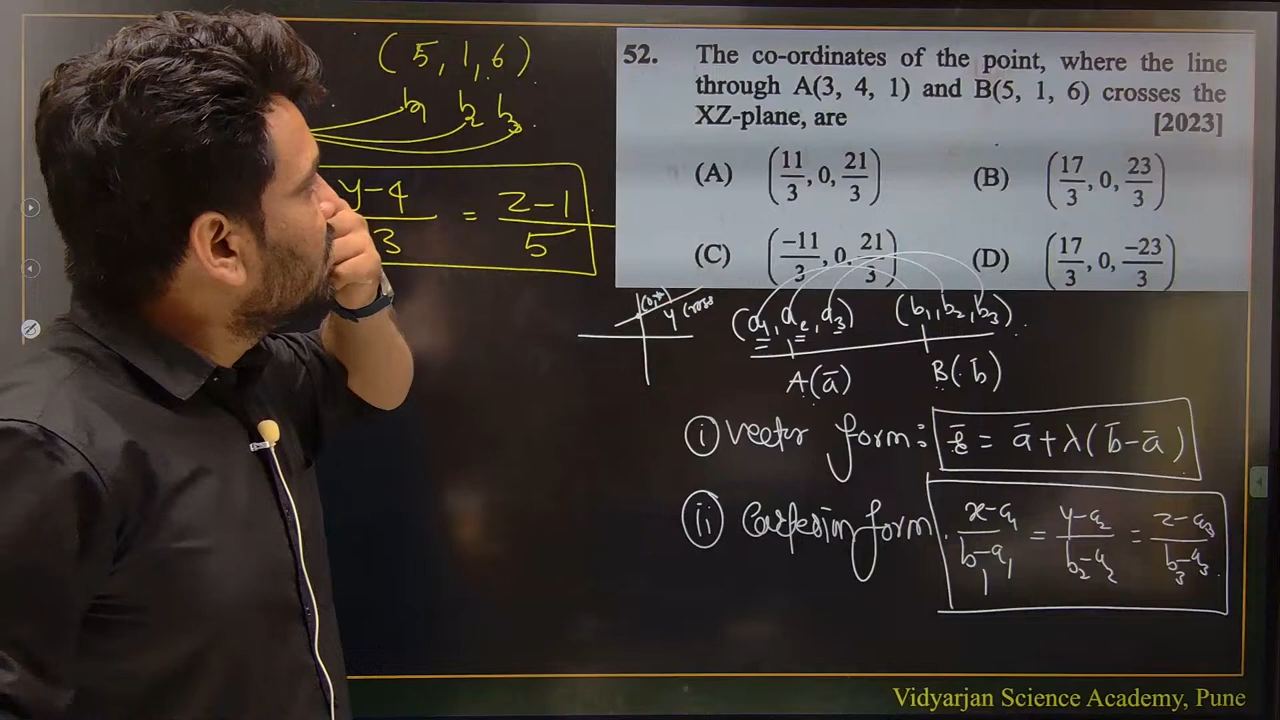 (5, 1, 6)
b1 b2 b3
y-4/3 = z-1/5
52. The co-ordinates of the point, where the line
through A(3, 4, 1) and B(5, 1, 6) crosses the
XZ-plane, are [2023]
(A) (11/3, 0, 21/3) (B) (17/3, 0, 23/3)
(C) (-11/3, 0, 21/3) (D) (17/3, 0, -23/3)
y cross
(a1, a2, a3) (b1, b2, b3)
A(a̅) B(b̅)
(i) vector form: r̅ = a̅ + λ(b̅ - a̅)
(ii) Cartesian form x-a1/b1-a1 = y-a2/b2-a2 = z-a3/b3-a3
Vidyarjan Science Academy, Pune